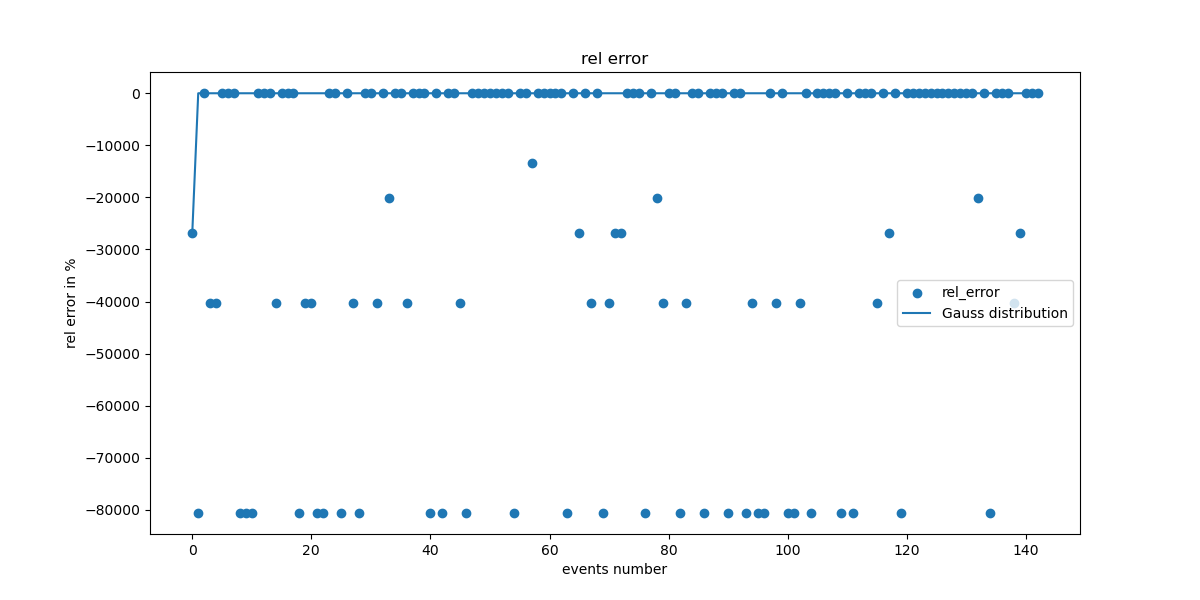 rel error
0
−10000
−20000
−30000
−40000
−50000
−60000
−70000
−80000
rel error in %
rel_error
Gauss distribution
0 20 40 60 80 100 120 140
events number